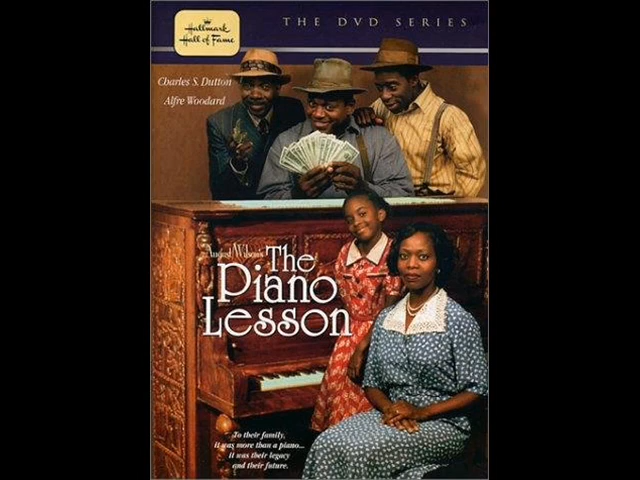 Hallmark
Hall of Fame
THE DVD SERIES
Charles S. Dutton
Alfre Woodard
August Wilson's
The
Piano
Lesson
To their family,
it was more than a piano...
It was their legacy
and their future.